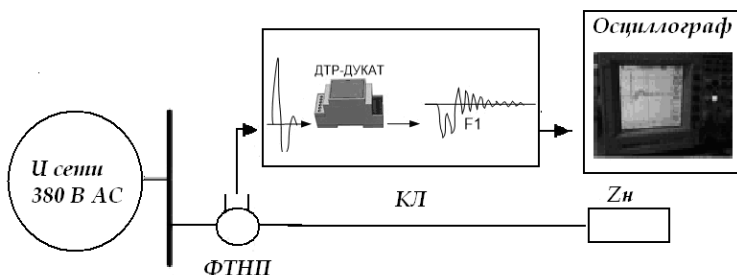 Осциллограф
ДТР-ДУКАТ
F1
U сети
380 В АС
КЛ
Zн
ФТНП